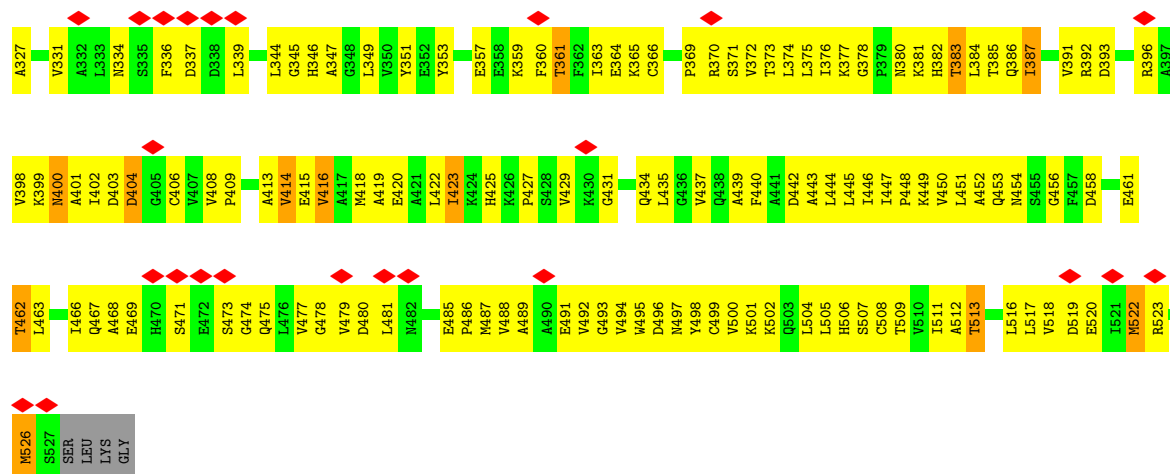 A327 V331 A332 L333 N334 S335 F336 D337 D338 L339 L344 G345 H346 A347 G348 L349 V350 Y351 E352 Y353 E357 E358 K359 F360 T361 F362 I363 E364 K365 C366 P369 R370 S371 V372 T373 L374 L375 I376 K377 G378 P379 N380 K381 H382 T383 L384 T385 Q386 I387 V391 R392 D393 R396 A397
V398 K399 N400 A401 I402 D403 D404 G405 C406 V407 V408 P409 A413 V414 E415 V416 A417 M418 A419 E420 A421 L422 I423 K424 H425 K426 P427 S428 V429 K430 G431 Q434 L435 G436 V437 Q438 A439 F440 A441 D442 A443 L444 L445 I446 I447 P448 K449 V450 L451 A452 Q453 N454 S455 G456 F457 D458 E461
T462 L463 I466 Q467 A468 E469 H470 S471 E472 S473 G474 Q475 L476 V477 G478 V479 D480 L481 N482 E485 P486 M487 V488 A489 A490 E491 V492 G493 V494 W495 D496 N497 Y498 C499 V500 K501 K502 Q503 L504 L505 H506 S507 C508 T509 V510 I511 A512 T513 L516 L517 V518 D519 E520 I521 M522 R523
M526 S527 SER LEU LYS GLY